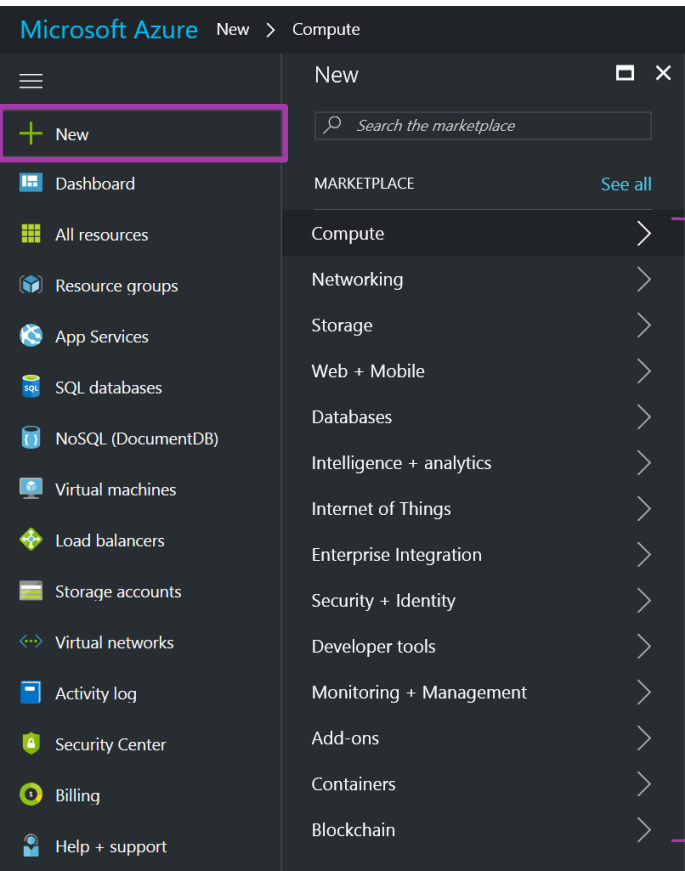 Microsoft Azure New > Compute
New
Search the marketplace
MARKETPLACE See all
Compute
Networking
Storage
Web + Mobile
Databases
Intelligence + analytics
Internet of Things
Enterprise Integration
Security + Identity
Developer tools
Monitoring + Management
Add-ons
Containers
Blockchain
New
Dashboard
All resources
Resource groups
App Services
SQL
SQL databases
NoSQL (DocumentDB)
Virtual machines
Load balancers
Storage accounts
Virtual networks
Activity log
Security Center
Billing
Help + support